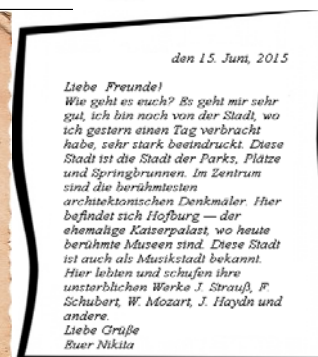 den 15. Juni, 2015
Liebe Freunde!
Wie geht es euch? Es geht mir sehr
gut, ich bin noch von der Stadt, wo
ich gestern einen Tag verbracht
habe, sehr stark beeindruckt. Diese
Stadt ist die Stadt der Parks, Plätze
und Springbrunnen. Im Zentrum
sind die berühmtesten
architektonischen Denkmäler. Hier
befindet sich Hofburg — der
ehemalige Kaiserpalast, wo heute
berühmte Museen sind. Diese Stadt
ist auch als Musikstadt bekannt.
Hier lebten und schufen ihre
unsterblichen Werke J. Strauß, F.
Schubert, W. Mozart, J. Haydn und
andere.
Liebe Grüße
Euer Nikita